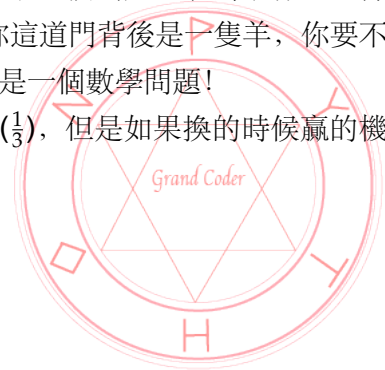 你這道門背後是一隻羊，你要不
是一個數學問題！
(1/3)，但是如果換的時候贏的機
Grand Coder
P
Y
T
H
O
N